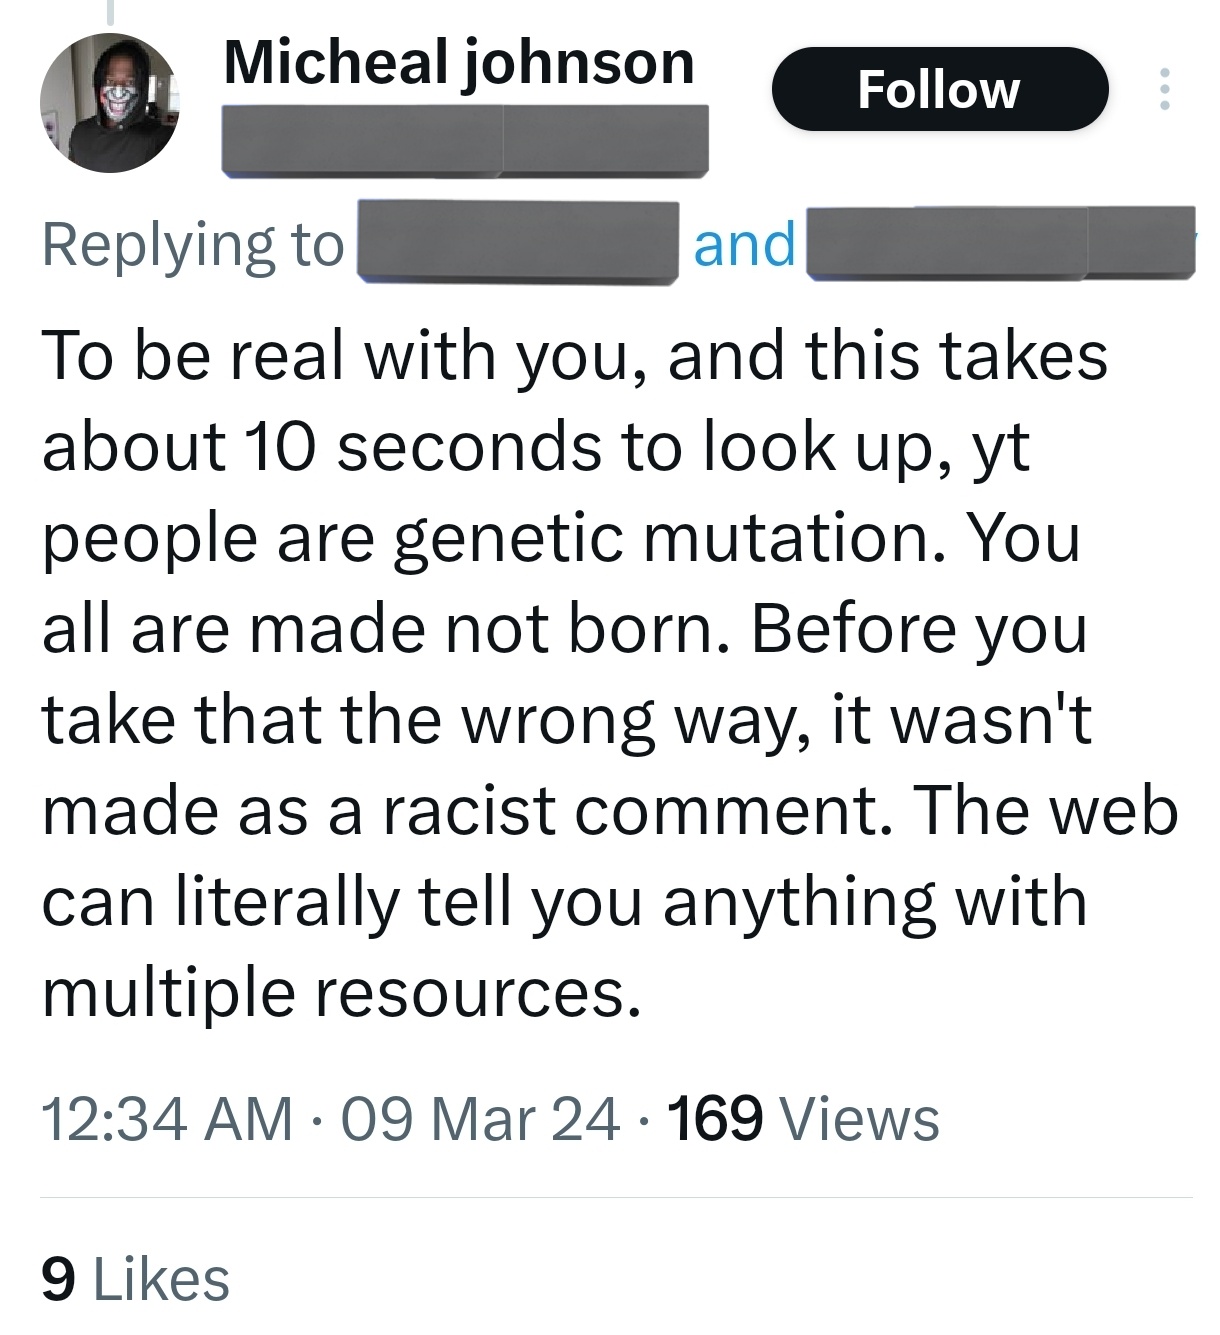 Micheal johnson
Follow
Replying to and
To be real with you, and this takes
about 10 seconds to look up, yt
people are genetic mutation. You
all are made not born. Before you
take that the wrong way, it wasn't
made as a racist comment. The web
can literally tell you anything with
multiple resources.
12:34 AM · 09 Mar 24 · 169 Views
9 Likes